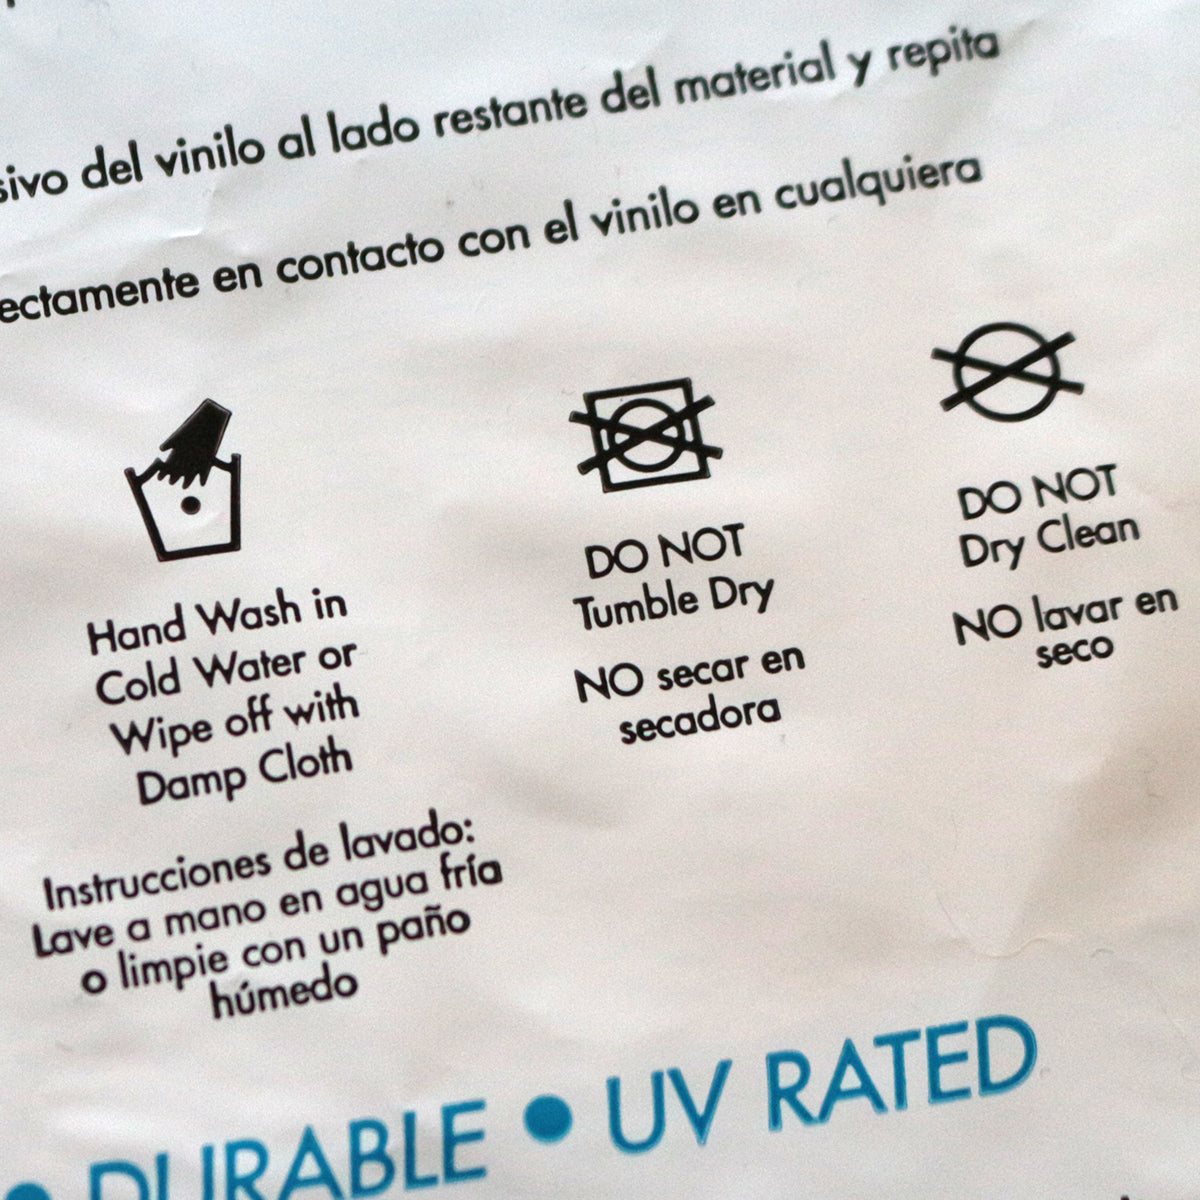 del vinilo al lado restante del material y repita
en contacto con el vinilo en cualquiera
Hand Wash in
Cold Water or
Wipe off with
Damp Cloth
Instrucciones de lavado:
Lave a mano en agua fría
o limpie con un paño
húmedo
DO NOT
Tumble Dry
NO secar en
secadora
DO NOT
Dry Clean
NO lavar en
seco
• DURABLE • UV RATED